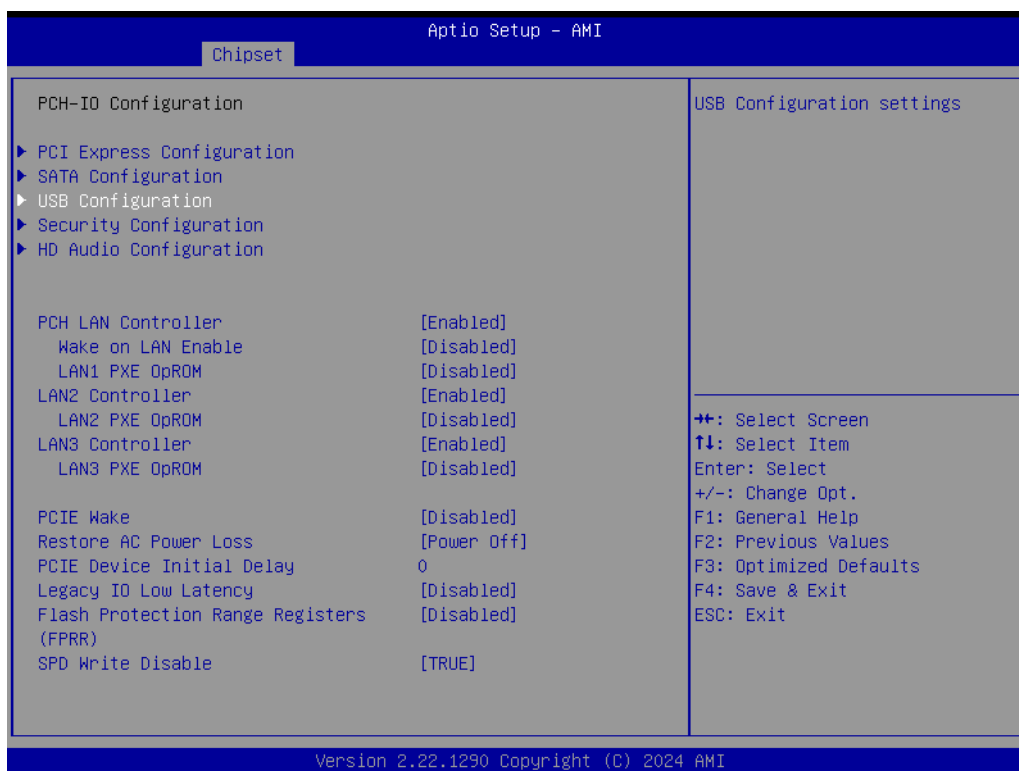 Aptio Setup – AMI
Chipset
PCH-IO Configuration
▶ PCI Express Configuration
▶ SATA Configuration
▶ USB Configuration
▶ Security Configuration
▶ HD Audio Configuration
PCH LAN Controller [Enabled]
Wake on LAN Enable [Disabled]
LAN1 PXE OpROM [Disabled]
LAN2 Controller [Enabled]
LAN2 PXE OpROM [Disabled]
LAN3 Controller [Enabled]
LAN3 PXE OpROM [Disabled]
PCIE Wake [Disabled]
Restore AC Power Loss [Power Off]
PCIE Device Initial Delay 0
Legacy IO Low Latency [Disabled]
Flash Protection Range Registers [Disabled]
(FPRR)
SPD Write Disable [TRUE]
USB Configuration settings
→←: Select Screen
↑↓: Select Item
Enter: Select
+/-: Change Opt.
F1: General Help
F2: Previous Values
F3: Optimized Defaults
F4: Save & Exit
ESC: Exit
Version 2.22.1290 Copyright (C) 2024 AMI